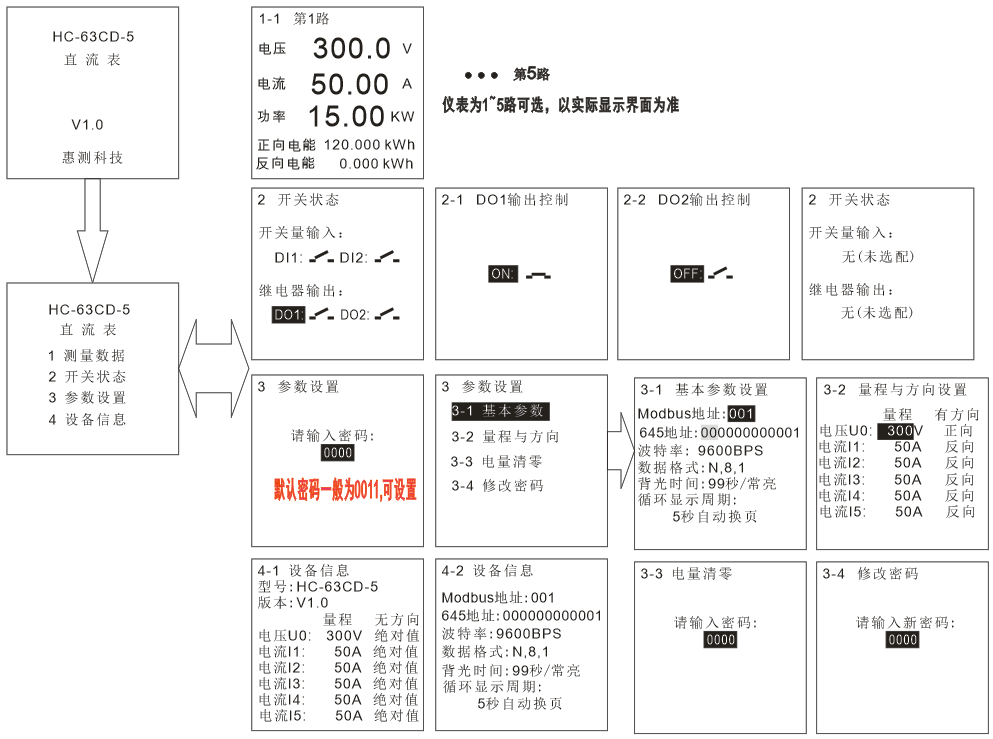 HC-63CD-5
直 流 表
V1.0
惠测科技
1-1 第1路
电压 300.0 V
电流 50.00 A
功率 15.00 KW
正向电能 120.000 kWh
反向电能 0.000 kWh
••• 第5路
仪表为1~5路可选，以实际显示界面为准
HC-63CD-5
直 流 表
1 测量数据
2 开关状态
3 参数设置
4 设备信息
2 开关状态
开关量输入:
DI1: DI2:
继电器输出:
DO1: DO2:
2-1 DO1输出控制
ON:
2-2 DO2输出控制
OFF:
2 开关状态
开关量输入:
无(未选配)
继电器输出:
无(未选配)
3 参数设置
请输入密码:
0000
默认密码一般为0011,可设置
3 参数设置
3-1 基本参数
3-2 量程与方向
3-3 电量清零
3-4 修改密码
3-1 基本参数设置
Modbus地址:001
645地址:000000000001
波特率: 9600BPS
数据格式:N,8,1
背光时间:99秒/常亮
循环显示周期:
5秒自动换页
3-2 量程与方向设置
量程 有方向
电压U0: 300V 正向
电流I1: 50A 反向
电流I2: 50A 反向
电流I3: 50A 反向
电流I4: 50A 反向
电流I5: 50A 反向
4-1 设备信息
型号:HC-63CD-5
版本:V1.0
量程 无方向
电压U0: 300V 绝对值
电流I1: 50A 绝对值
电流I2: 50A 绝对值
电流I3: 50A 绝对值
电流I4: 50A 绝对值
电流I5: 50A 绝对值
4-2 设备信息
Modbus地址:001
645地址:000000000001
波特率:9600BPS
数据格式:N,8,1
背光时间:99秒/常亮
循环显示周期:
5秒自动换页
3-3 电量清零
请输入密码:
0000
3-4 修改密码
请输入新密码:
0000